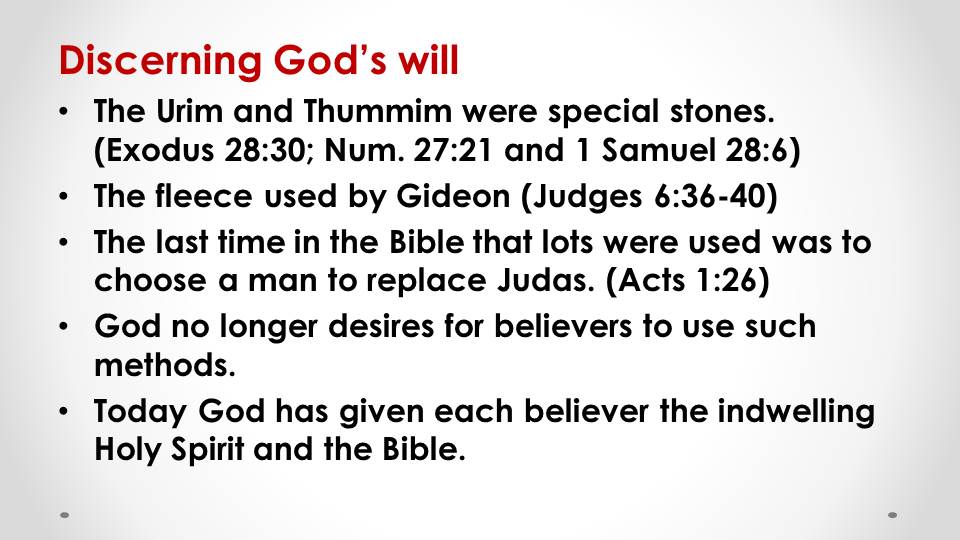 Discerning God’s will
• The Urim and Thummim were special stones.
(Exodus 28:30; Num. 27:21 and 1 Samuel 28:6)
• The fleece used by Gideon (Judges 6:36-40)
• The last time in the Bible that lots were used was to
choose a man to replace Judas. (Acts 1:26)
• God no longer desires for believers to use such
methods.
• Today God has given each believer the indwelling
Holy Spirit and the Bible.